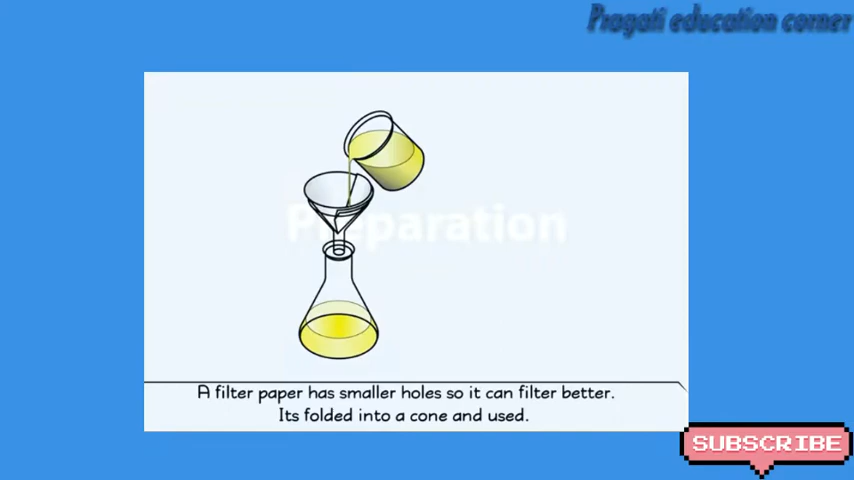 Pragati education corner
Preparation
A filter paper has smaller holes so it can filter better.
Its folded into a cone and used.
SUBSCRIBE